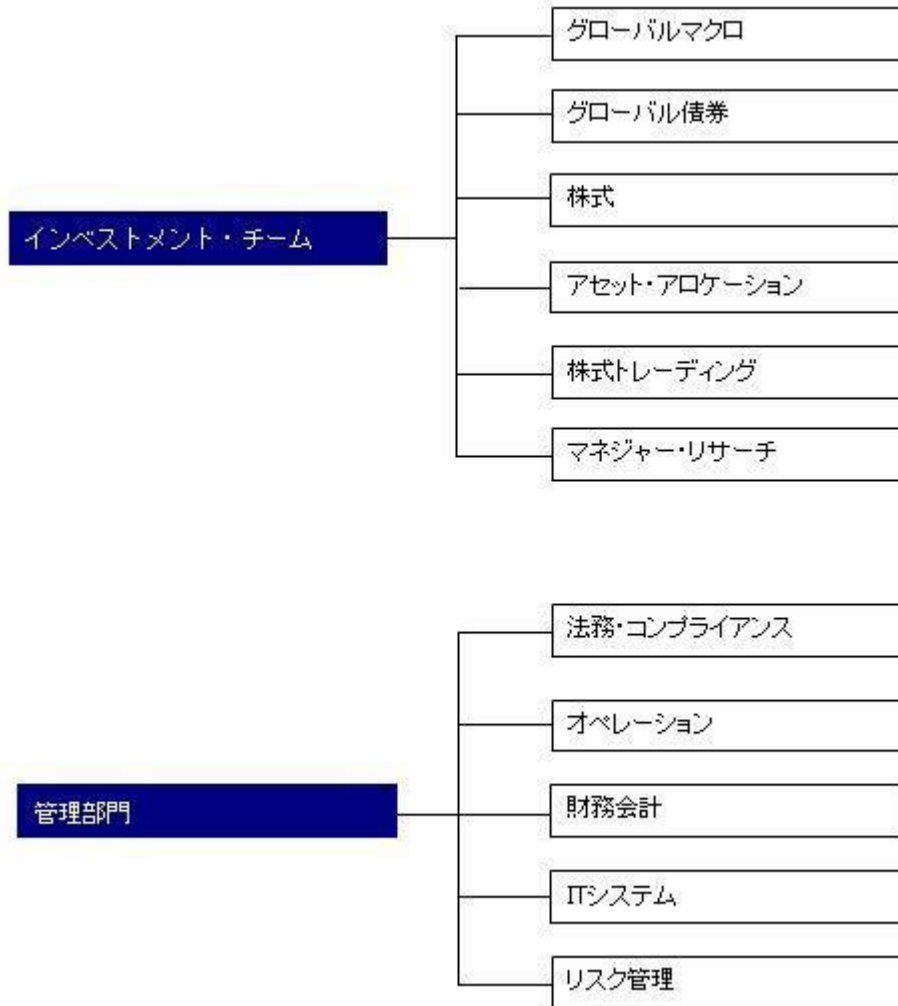 グローバルマクロ
グローバル債券
株式
インベストメント・チーム
アセット・アロケーション
株式トレーディング
マネジャー・リサーチ
法務・コンプライアンス
オペレーション
管理部門
財務会計
ITシステム
リスク管理